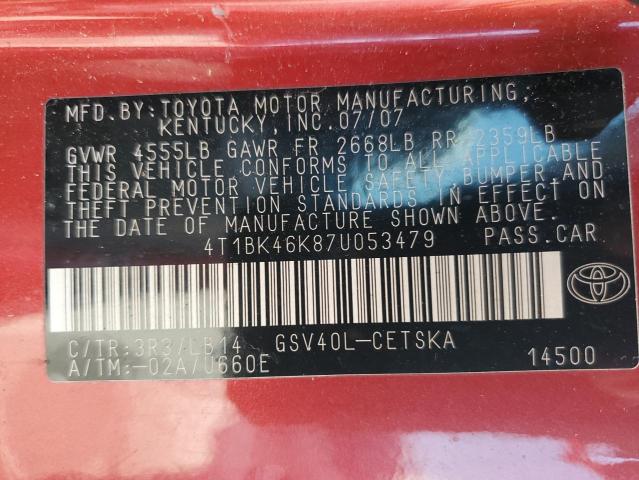 MFD.BY:TOYOTA MOTOR MANUFACTURING,
KENTUCKY,INC.07/07
GVWR 4555LB GAWR FR 2668LB RR 2359LB
THIS VEHICLE CONFORMS TO ALL APPLICABLE
FEDERAL MOTOR VEHICLE SAFETY,BUMPER AND
THEFT PREVENTION STANDARDS IN EFFECT ON
THE DATE OF MANUFACTURE SHOWN ABOVE.
4T1BK46K87U053479 PASS.CAR
C/TR:3R3/LB14 GSV40L-CETSKA
A/TM:-02A/U660E 14500